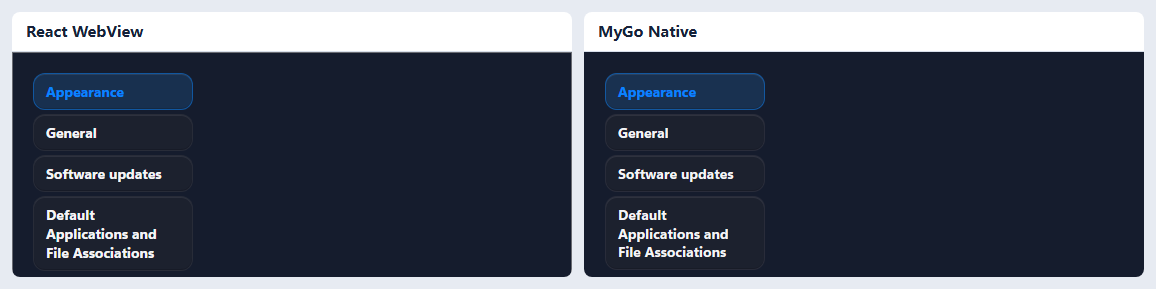 React WebView
Appearance
General
Software updates
Default
Applications and
File Associations
MyGo Native
Appearance
General
Software updates
Default
Applications and
File Associations